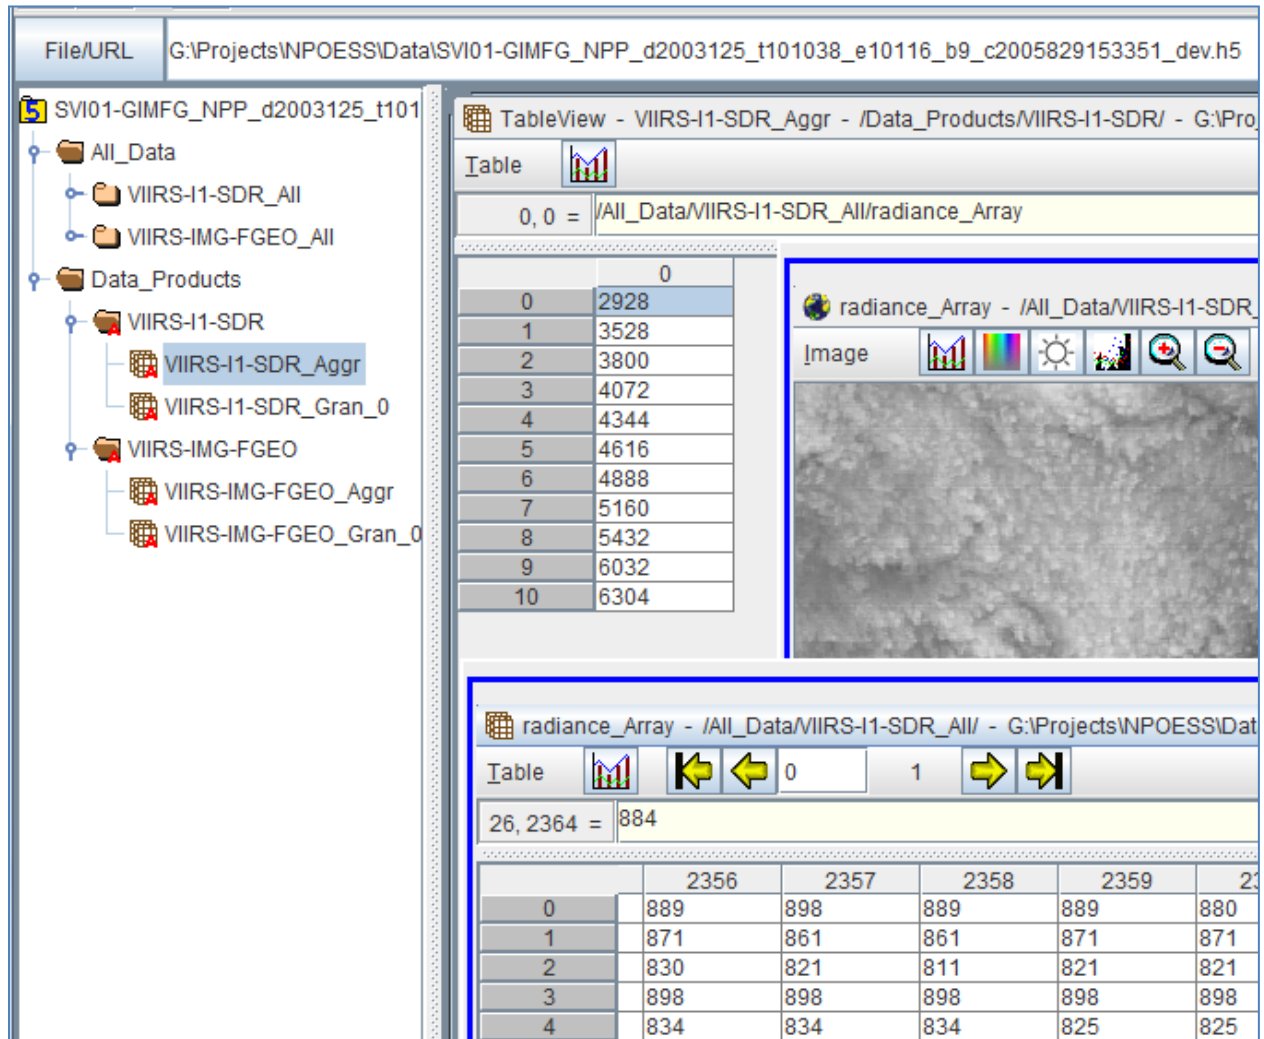 File/URL G:\Projects\NPOESS\Data\SVI01-GIMFG_NPP_d2003125_t101038_e10116_b9_c2005829153351_dev.h5
SVI01-GIMFG_NPP_d2003125_t101
All_Data
VIIRS-I1-SDR_All
VIIRS-IMG-FGEO_All
Data_Products
VIIRS-I1-SDR
VIIRS-I1-SDR_Aggr
VIIRS-I1-SDR_Gran_0
VIIRS-IMG-FGEO
VIIRS-IMG-FGEO_Aggr
VIIRS-IMG-FGEO_Gran_0
TableView - VIIRS-I1-SDR_Aggr - /Data_Products/VIIRS-I1-SDR/ - G:\Pro
Table
0, 0 = /All_Data/VIIRS-I1-SDR_All/radiance_Array
0
0 2928
1 3528
2 3800
3 4072
4 4344
5 4616
6 4888
7 5160
8 5432
9 6032
10 6304
radiance_Array - /All_Data/VIIRS-I1-SDR_
Image
radiance_Array - /All_Data/VIIRS-I1-SDR_All/ - G:\Projects\NPOESS\Dat
Table 0 1
26, 2364 = 884
2356 2357 2358 2359 23
0 889 898 889 889 880
1 871 861 861 871 871
2 830 821 811 821 821
3 898 898 898 898 898
4 834 834 834 825 825